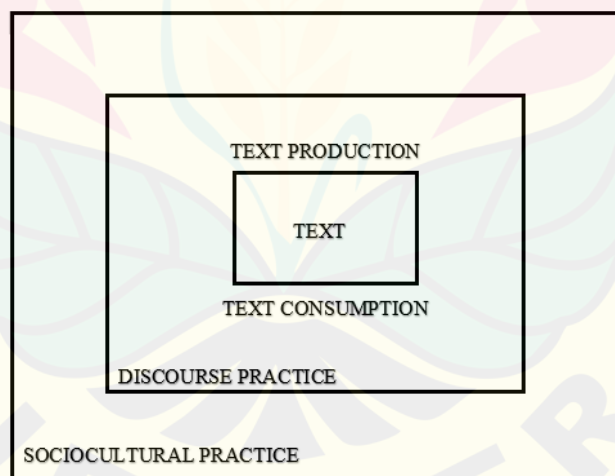 TEXT PRODUCTION
TEXT
TEXT CONSUMPTION
DISCOURSE PRACTICE
SOCIOCULTURAL PRACTICE